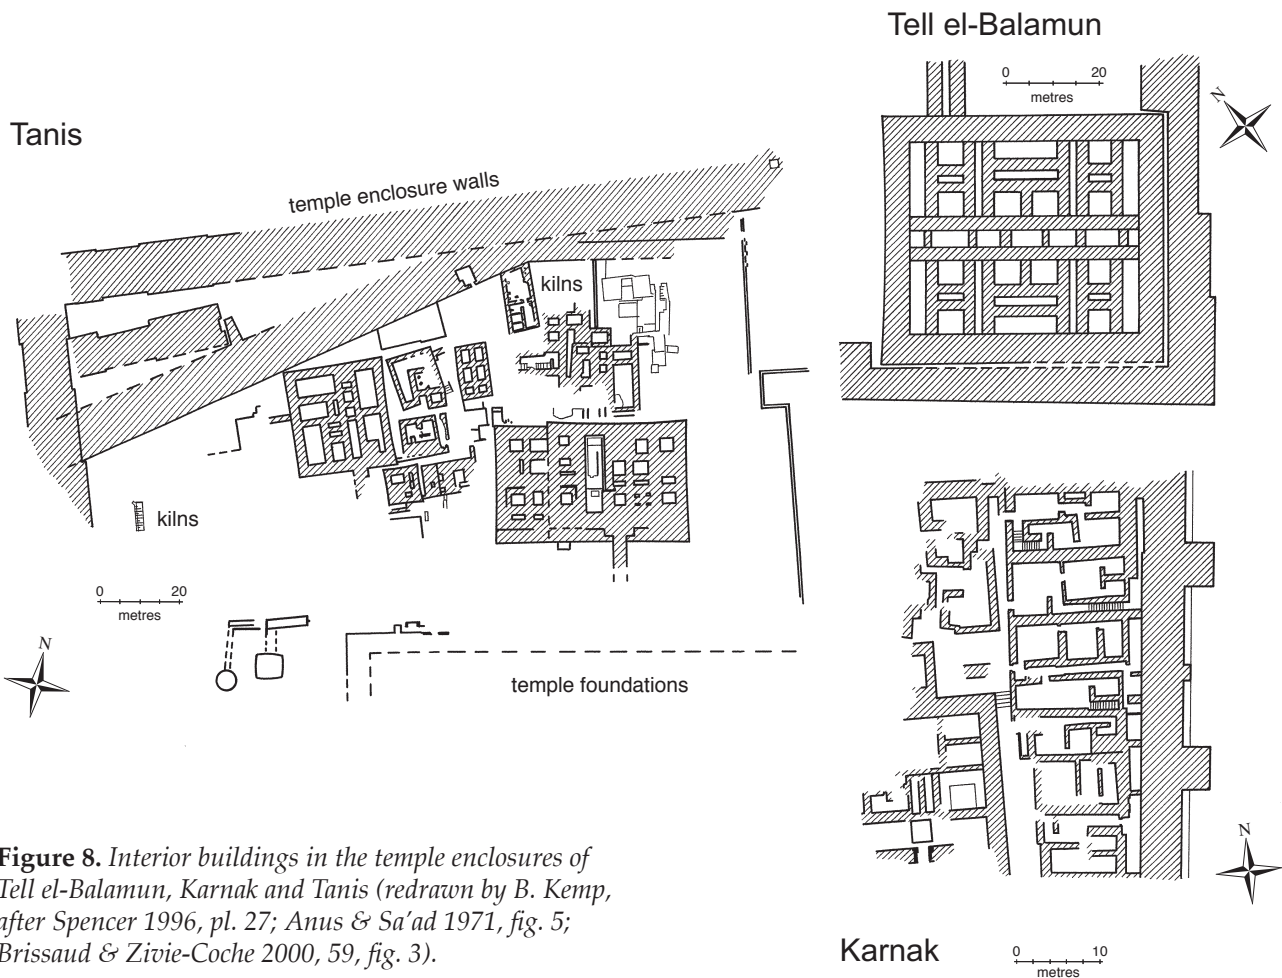 Tell el-Balamun
0 20
metres
N
Tanis
temple enclosure walls
kilns
kilns
0 20
metres
N
temple foundations
N
Figure 8. Interior buildings in the temple enclosures of
Tell el-Balamun, Karnak and Tanis (redrawn by B. Kemp,
after Spencer 1996, pl. 27; Anus & Sa'ad 1971, fig. 5;
Brissaud & Zivie-Coche 2000, 59, fig. 3).
Karnak
0 10
metres